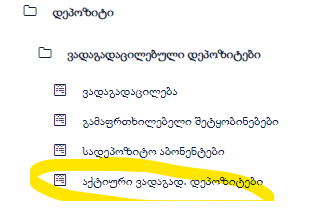 დეპოზიტი
ვადაგადაცილებული დეპოზიტები
ვადაგადაცილება
გამაფრთხილებელი შეტყობინებები
სადეპოზიტო აბონენტები
აქტიური ვადაგად. დეპოზიტები